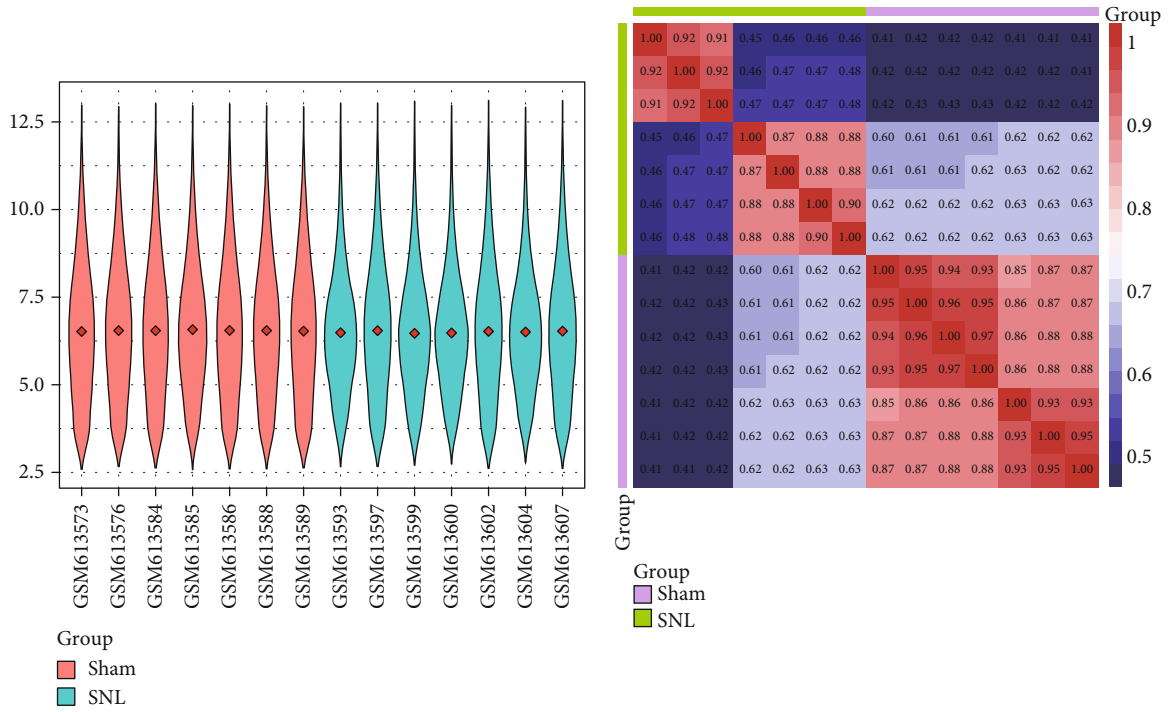 12.5
10.0
7.5
5.0
2.5
GSM613573
GSM613576
GSM613584
GSM613585
GSM613586
GSM613588
GSM613589
GSM613593
GSM613597
GSM613599
GSM613600
GSM613602
GSM613604
GSM613607
Group
Sham
SNL
Group
1.00 0.92 0.91 0.45 0.46 0.46 0.46 0.41 0.42 0.42 0.42 0.41 0.41 0.41
0.92 1.00 0.92 0.46 0.47 0.47 0.48 0.42 0.42 0.42 0.42 0.42 0.42 0.41
0.91 0.92 1.00 0.47 0.47 0.47 0.48 0.42 0.43 0.43 0.43 0.42 0.42 0.42
0.45 0.46 0.47 1.00 0.87 0.88 0.88 0.60 0.61 0.61 0.61 0.62 0.62 0.62
0.46 0.47 0.47 0.87 1.00 0.88 0.88 0.61 0.61 0.61 0.62 0.63 0.62 0.62
0.46 0.47 0.47 0.88 0.88 1.00 0.90 0.62 0.62 0.62 0.62 0.63 0.63 0.63
0.46 0.48 0.48 0.88 0.88 0.90 1.00 0.62 0.62 0.62 0.62 0.63 0.63 0.63
0.41 0.42 0.42 0.60 0.61 0.62 0.62 1.00 0.95 0.94 0.93 0.85 0.87 0.87
0.42 0.42 0.43 0.61 0.61 0.62 0.62 0.95 1.00 0.96 0.95 0.86 0.87 0.87
0.42 0.42 0.43 0.61 0.61 0.62 0.62 0.94 0.96 1.00 0.97 0.86 0.88 0.88
0.42 0.42 0.43 0.61 0.62 0.62 0.62 0.93 0.95 0.97 1.00 0.86 0.88 0.88
0.41 0.42 0.42 0.62 0.63 0.63 0.63 0.85 0.86 0.86 0.86 1.00 0.93 0.93
0.41 0.42 0.42 0.62 0.62 0.63 0.63 0.87 0.87 0.88 0.88 0.93 1.00 0.95
0.41 0.41 0.42 0.62 0.62 0.63 0.63 0.87 0.87 0.88 0.88 0.93 0.95 1.00
1
0.9
0.8
0.7
0.6
0.5
Group
Group
Sham
SNL